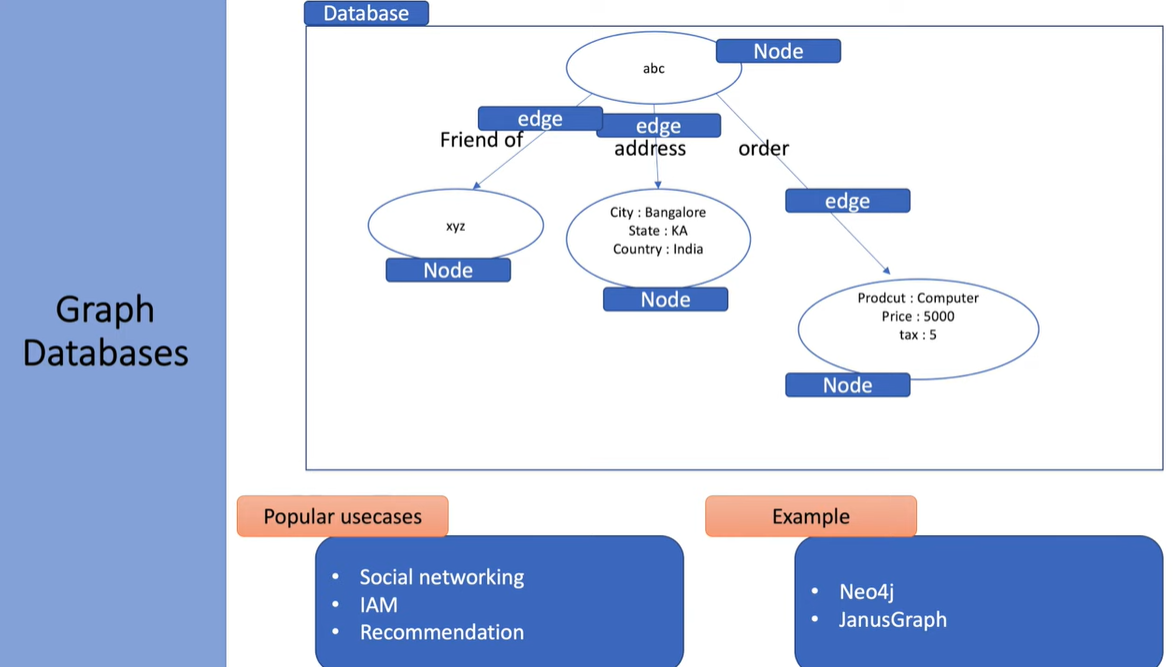 Graph
Databases
Database
abc
Node
edge
edge
Friend of
address
order
edge
xyz
Node
City : Bangalore
State : KA
Country : India
Node
Prodcut : Computer
Price : 5000
tax : 5
Node
Popular usecases
• Social networking
• IAM
• Recommendation
Example
• Neo4j
• JanusGraph